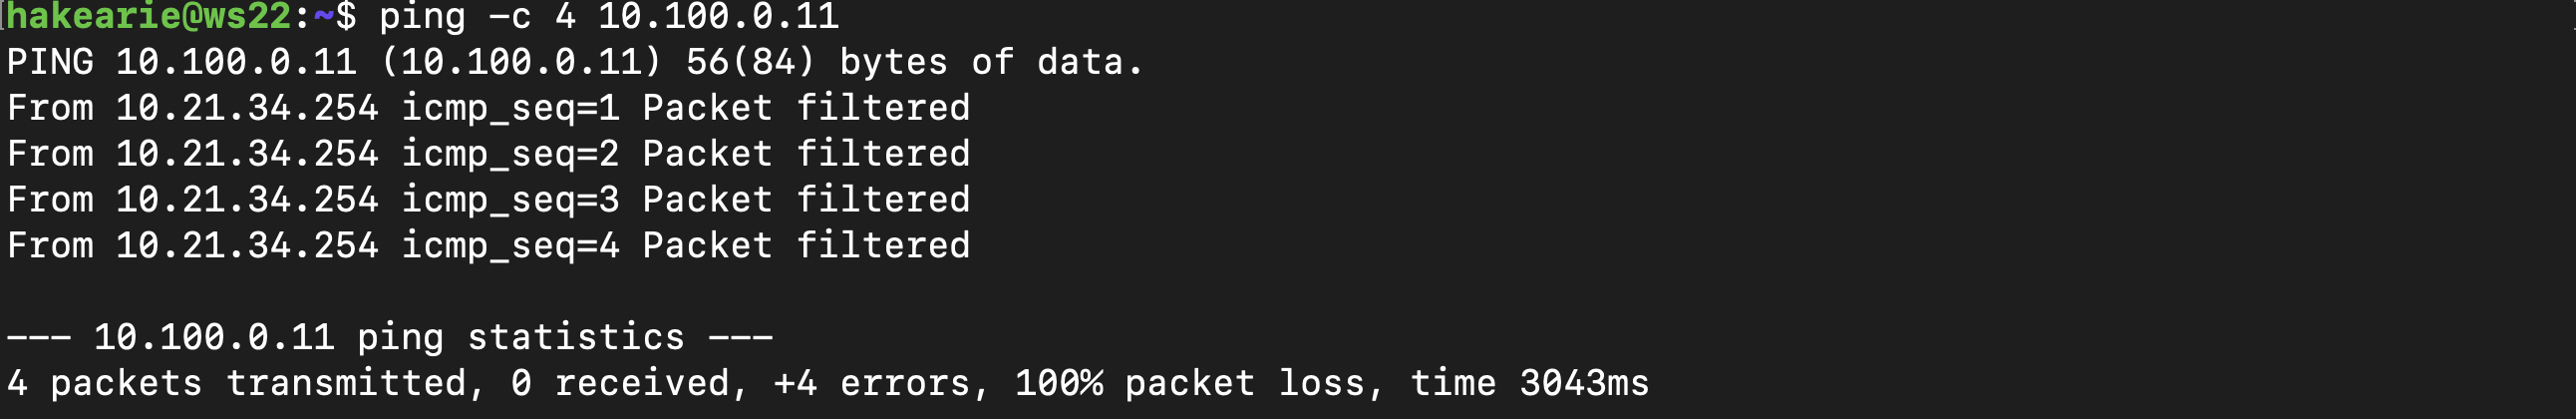 hakearie@ws22:~$ ping -c 4 10.100.0.11
PING 10.100.0.11 (10.100.0.11) 56(84) bytes of data.
From 10.21.34.254 icmp_seq=1 Packet filtered
From 10.21.34.254 icmp_seq=2 Packet filtered
From 10.21.34.254 icmp_seq=3 Packet filtered
From 10.21.34.254 icmp_seq=4 Packet filtered
--- 10.100.0.11 ping statistics ---
4 packets transmitted, 0 received, +4 errors, 100% packet loss, time 3043ms